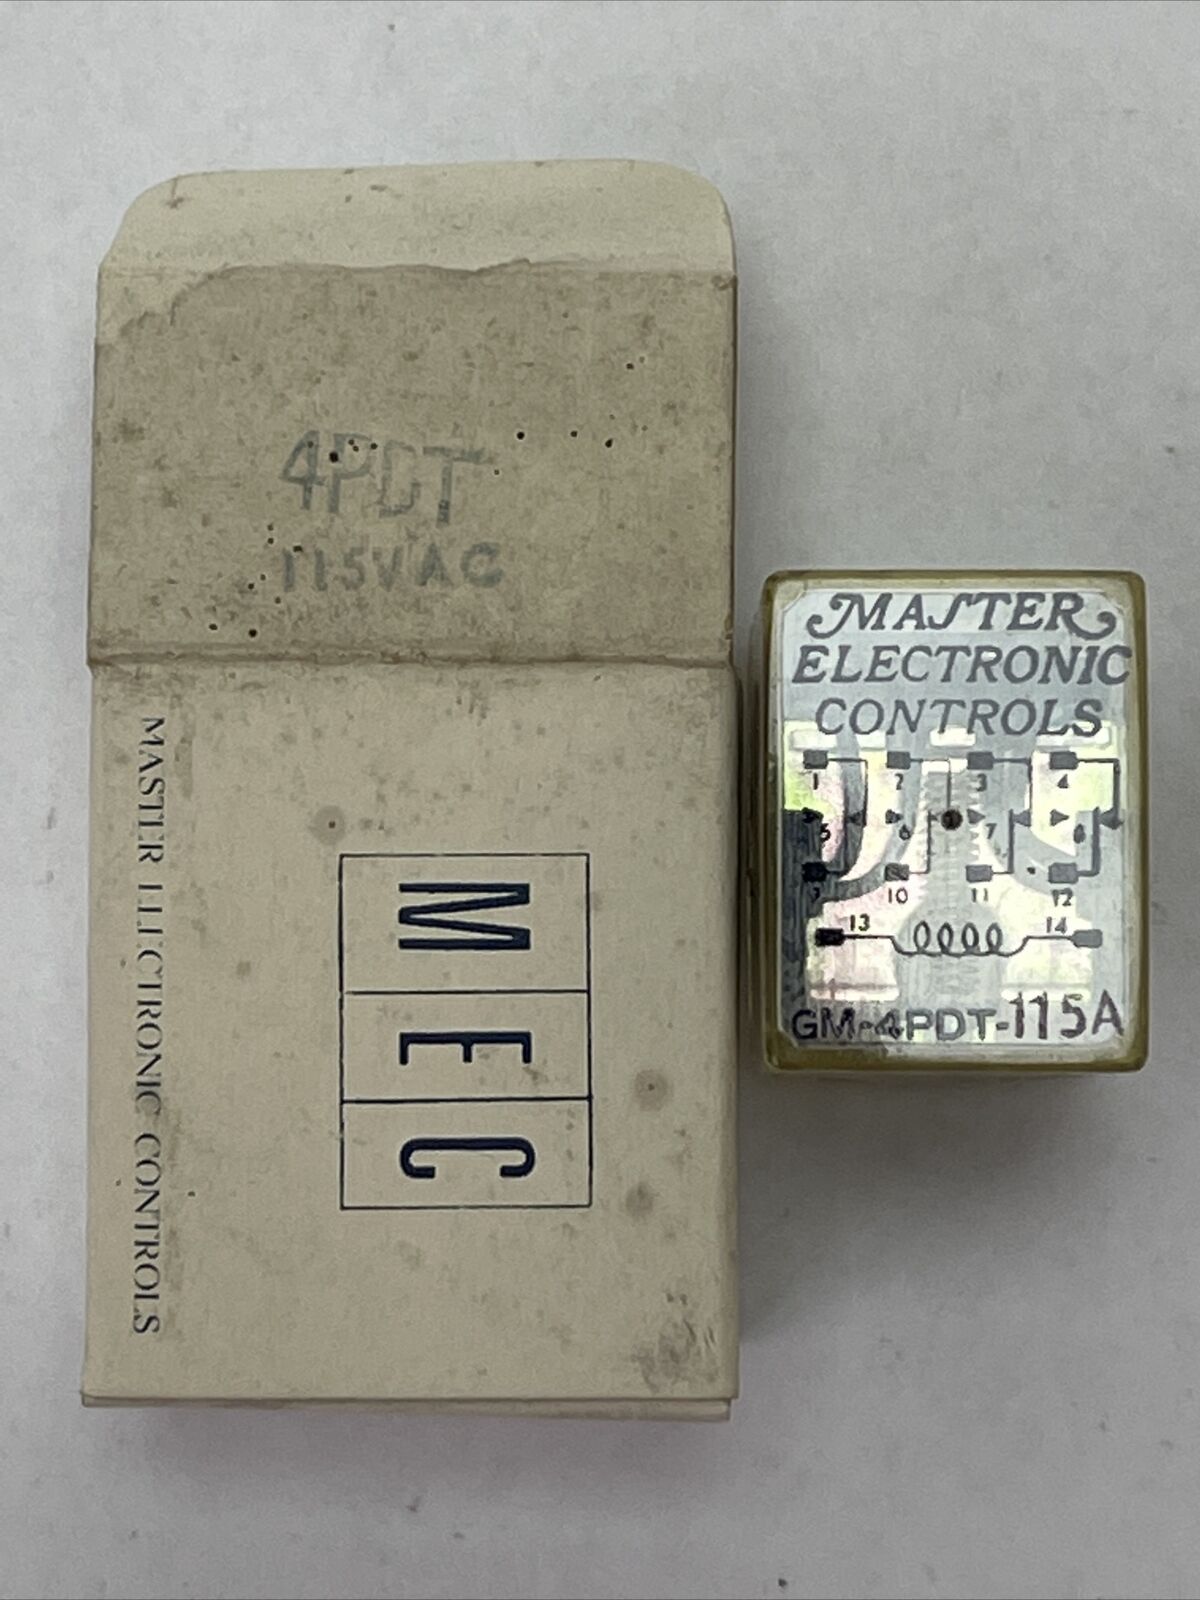 4PDT
115VAC
MASTER ELECTRONIC CONTROLS
MEC
MASTER
ELECTRONIC
CONTROLS
1 2 3 4
5 6 7 8
9 10 11 12
13 14
GM-4PDT-115A